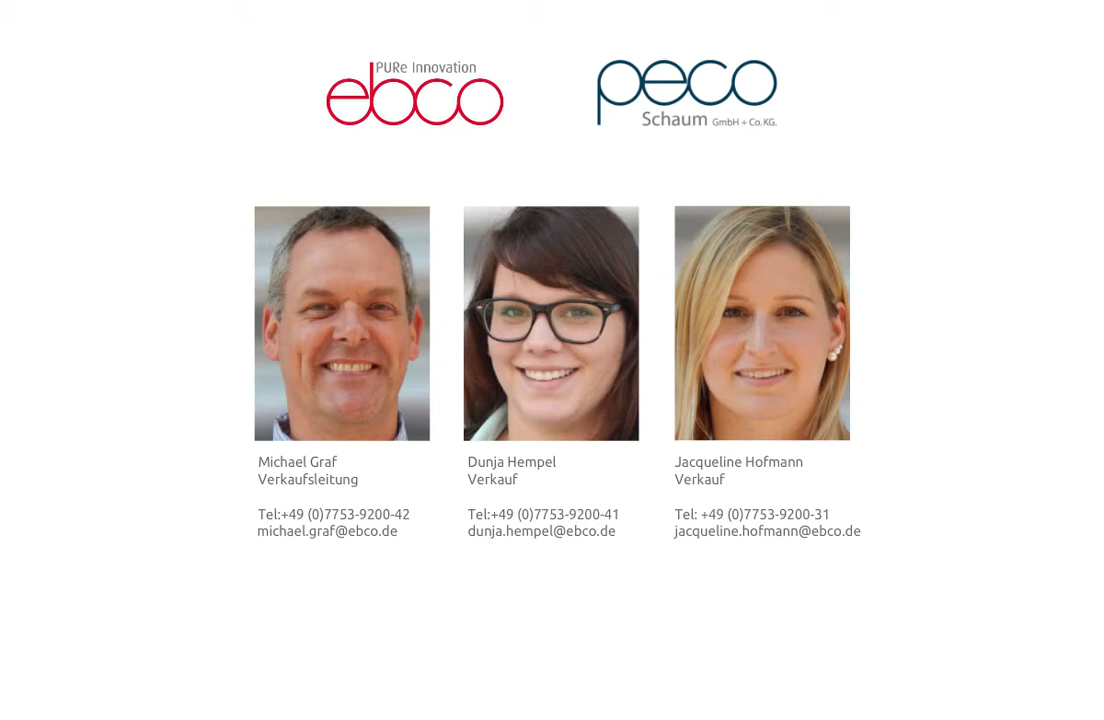 PURe Innovation
ebco
peco
Schaum GmbH + Co. KG.
Michael Graf
Verkaufsleitung
Tel:+49 (0)7753-9200-42
michael.graf@ebco.de
Dunja Hempel
Verkauf
Tel:+49 (0)7753-9200-41
dunja.hempel@ebco.de
Jacqueline Hofmann
Verkauf
Tel: +49 (0)7753-9200-31
jacqueline.hofmann@ebco.de